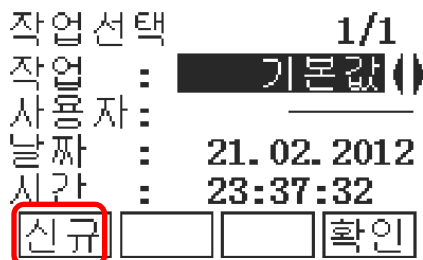 작업선택 1/1
작업 : 기본값
사용자:
날짜 : 21.02.2012
시간 : 23:37:32
신규 확인